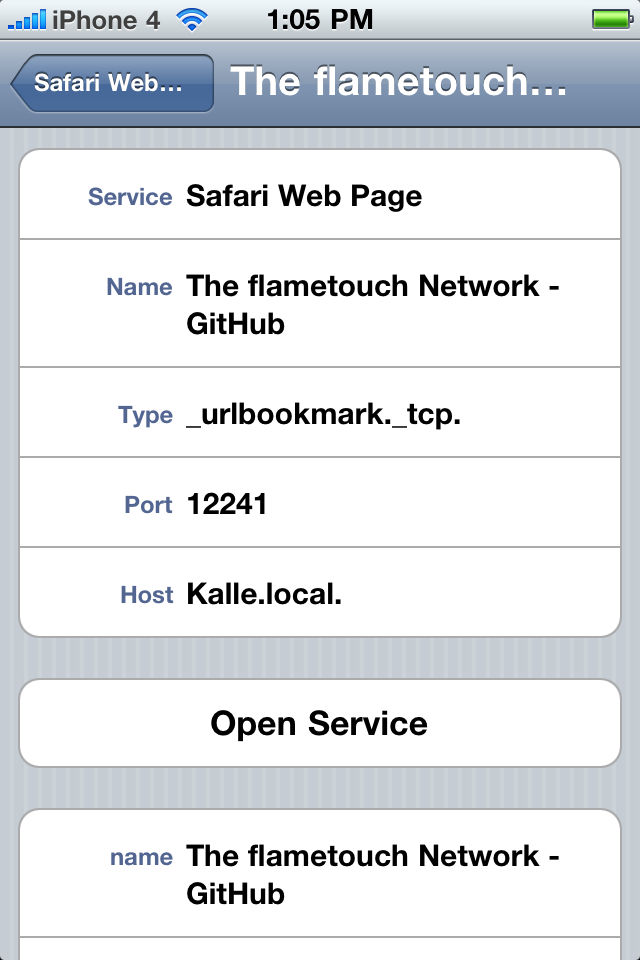 iPhone 4 1:05 PM
Safari Web... The flametouch...
Service Safari Web Page
Name The flametouch Network -
GitHub
Type _urlbookmark._tcp.
Port 12241
Host Kalle.local.
Open Service
name The flametouch Network -
GitHub